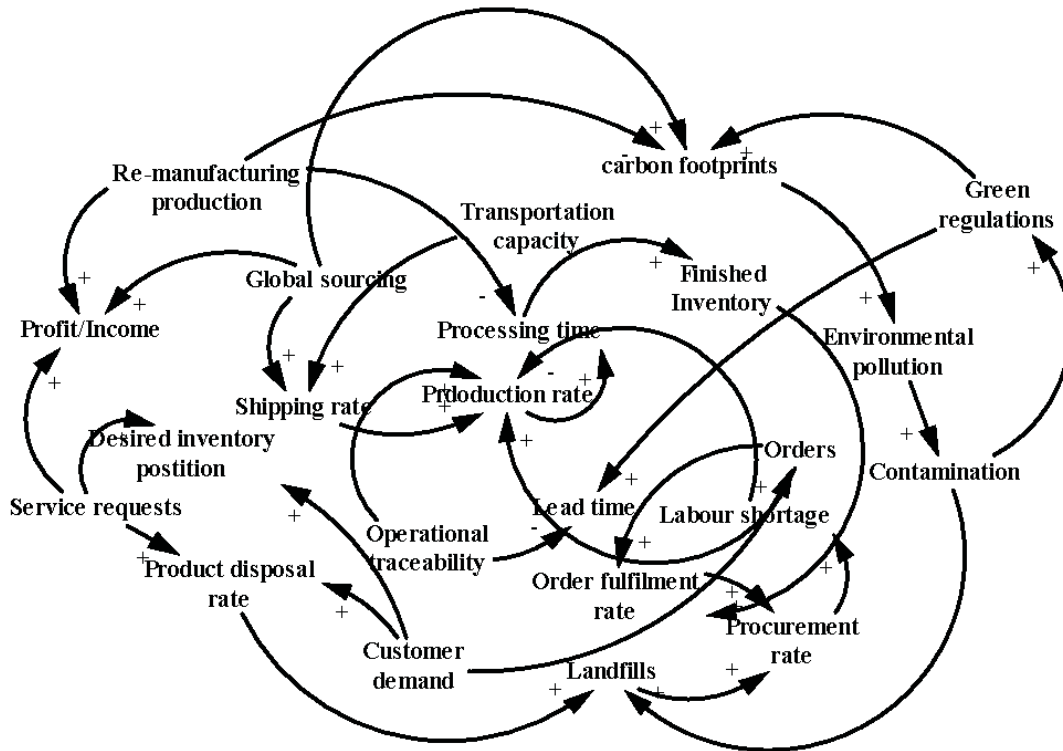 carbon footprints
Re-manufacturing
production
Green
regulations
Transportation
capacity
Global sourcing
Finished
Inventory
Profit/Income
Processing time
Environmental
pollution
Shipping rate
Prdoduction rate
Desired inventory
postition
Orders
Contamination
Service requests
Lead time
Labour shortage
Operational
traceability
Product disposal
rate
Order fulfilment
rate
Procurement
rate
Customer
demand
Landfills